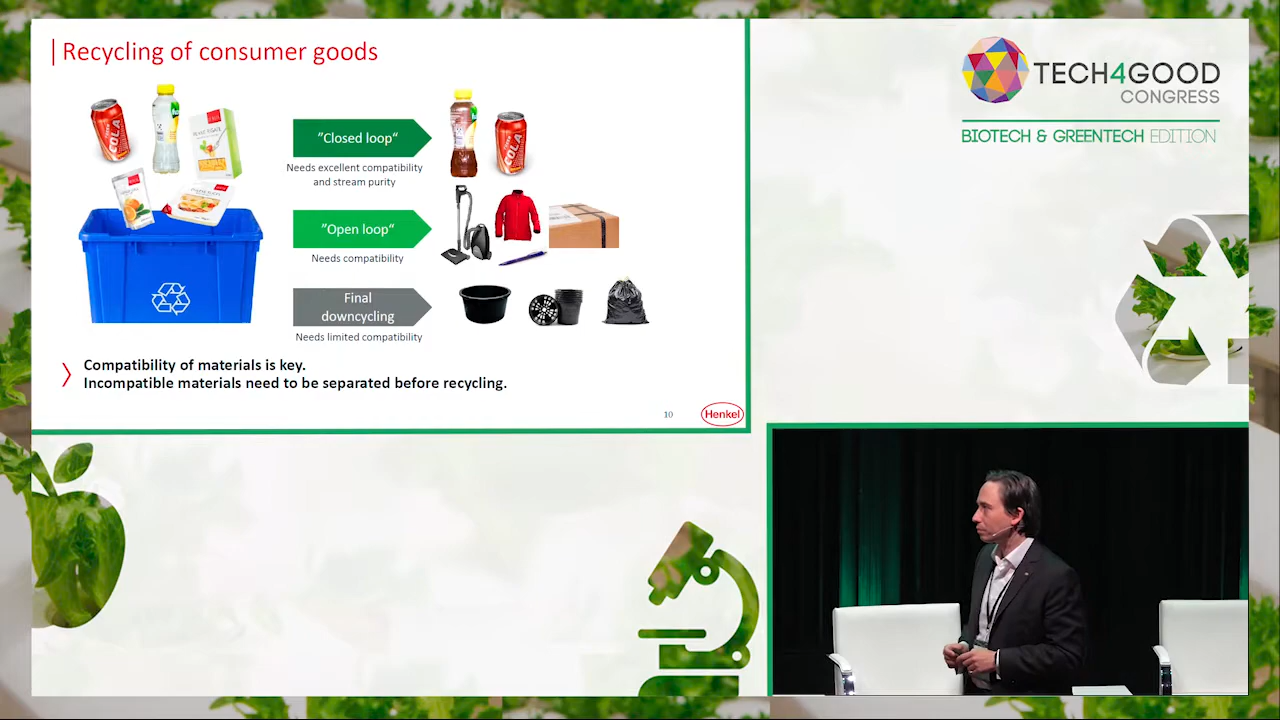 Recycling of consumer goods
COLA
"Closed loop"
Needs excellent compatibility
and stream purity
COLA
"Open loop"
Needs compatibility
Final
downcycling
Needs limited compatibility
Compatibility of materials is key.
Incompatible materials need to be separated before recycling.
10
Henkel
TECH4GOOD
CONGRESS
BIOTECH & GREENTECH EDITION